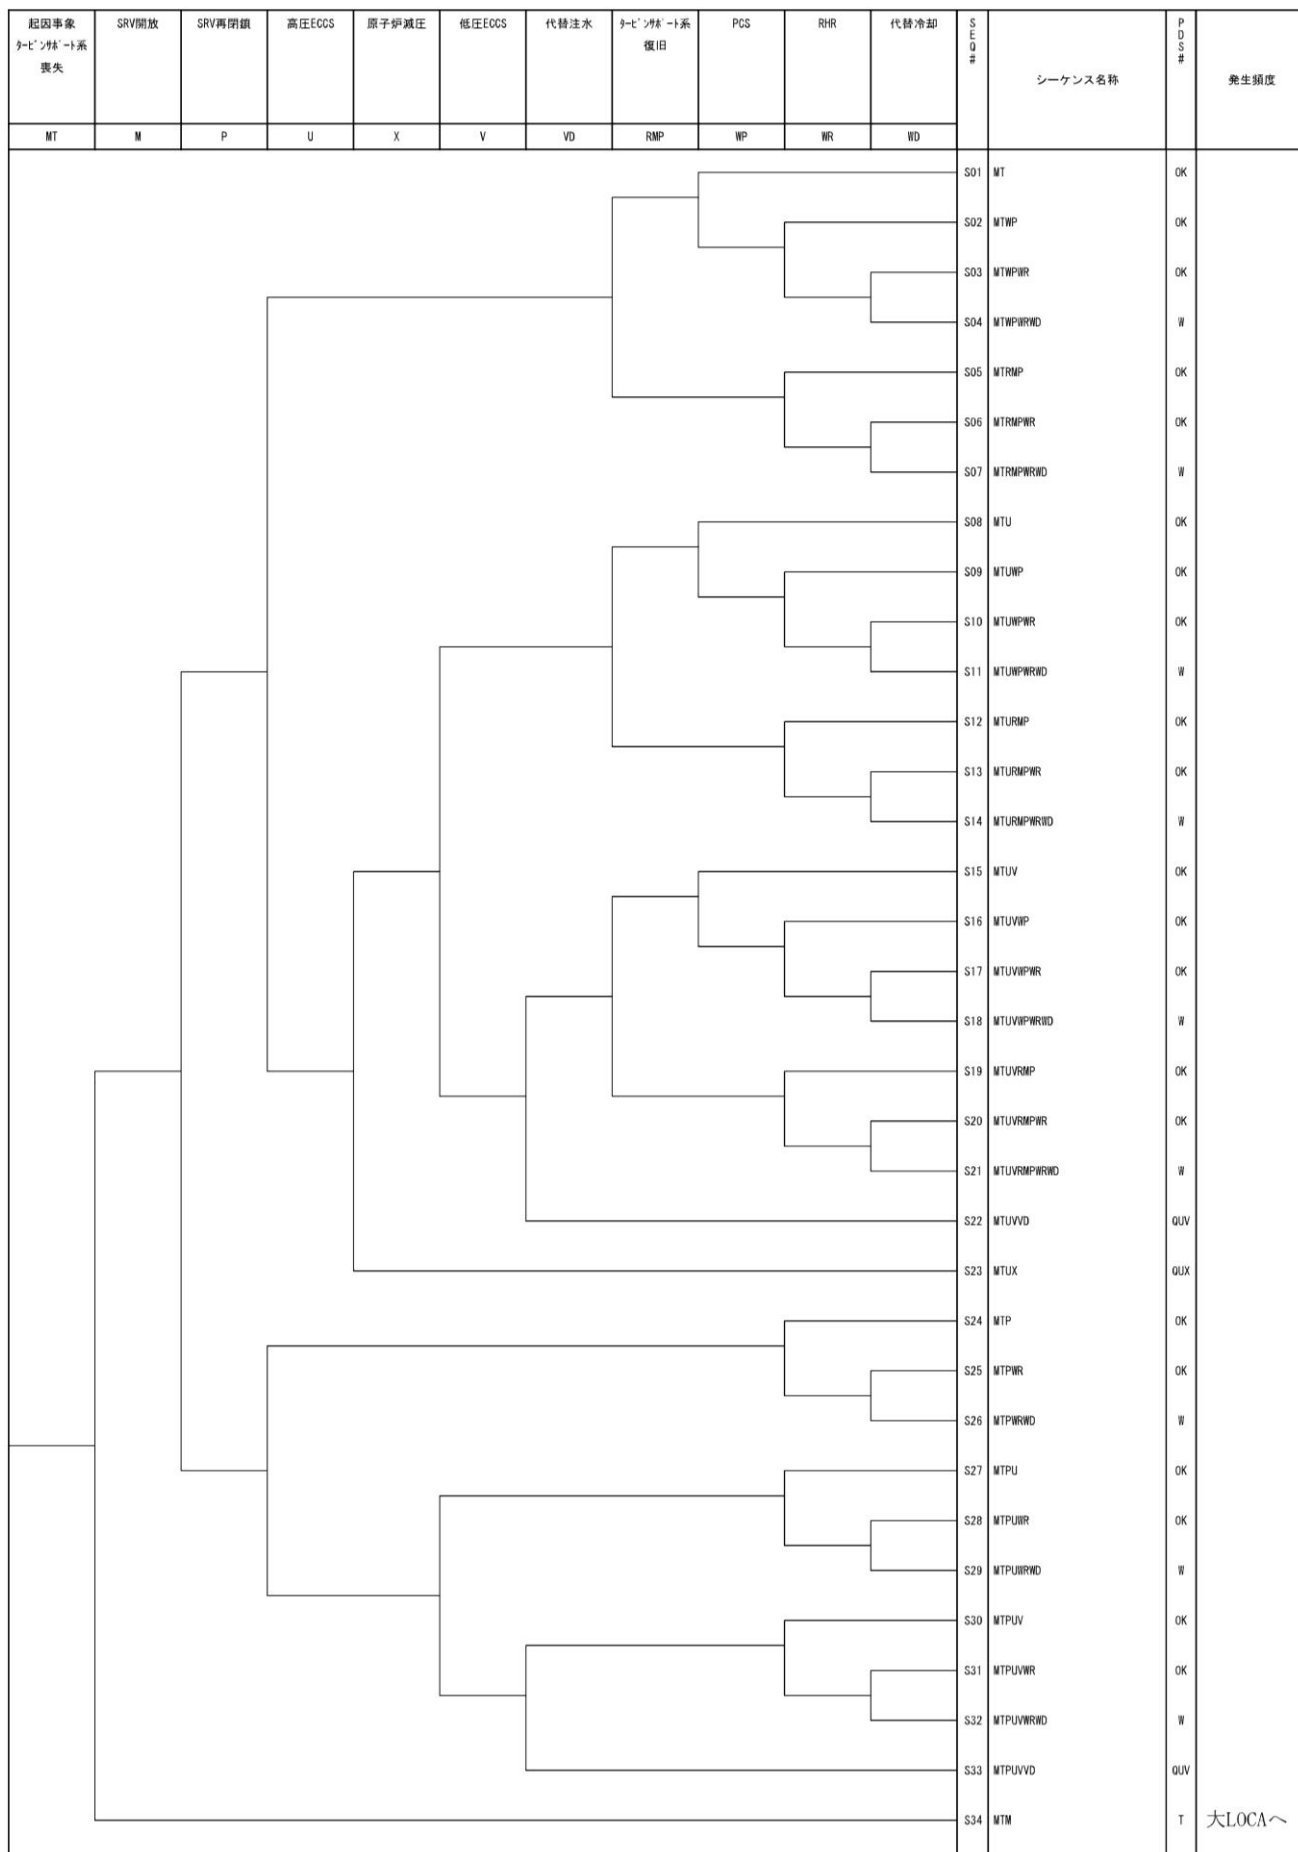 起因事象 SRV開放 SRV再閉鎖 高圧ECCS 原子炉減圧 低圧ECCS 代替注水 タービンサポート系 PCS RHR 代替冷却 SEQ# PDS#
タービンサポート系 復旧
喪失
シーケンス名称 発生頻度
MT M P U X V VD RMP WP WR WD
S01 MT OK
S02 MTWP OK
S03 MTWPWR OK
S04 MTWPWRWD W
S05 MTRMP OK
S06 MTRMPWR OK
S07 MTRMPWRWD W
S08 MTU OK
S09 MTUWP OK
S10 MTUWPWR OK
S11 MTUWPWRWD W
S12 MTURMP OK
S13 MTURMPWR OK
S14 MTURMPWRWD W
S15 MTUV OK
S16 MTUVWP OK
S17 MTUVWPWR OK
S18 MTUVWPWRWD W
S19 MTUVRMP OK
S20 MTUVRMPWR OK
S21 MTUVRMPWRWD W
S22 MTUVVD QUV
S23 MTUX QUX
S24 MTP OK
S25 MTPWR OK
S26 MTPWRWD W
S27 MTPU OK
S28 MTPUWR OK
S29 MTPUWRWD W
S30 MTPUV OK
S31 MTPUVWR OK
S32 MTPUVWRWD W
S33 MTPUVVD QUV
S34 MTM T 大LOCAへ